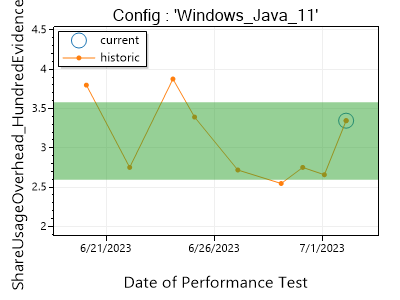 Config : 'Windows_Java_11'
ShareUsageOverhead_HundredEvidence
current
historic
4.5
4
3.5
3
2.5
2
6/21/2023
6/26/2023
7/1/2023
Date of Performance Test